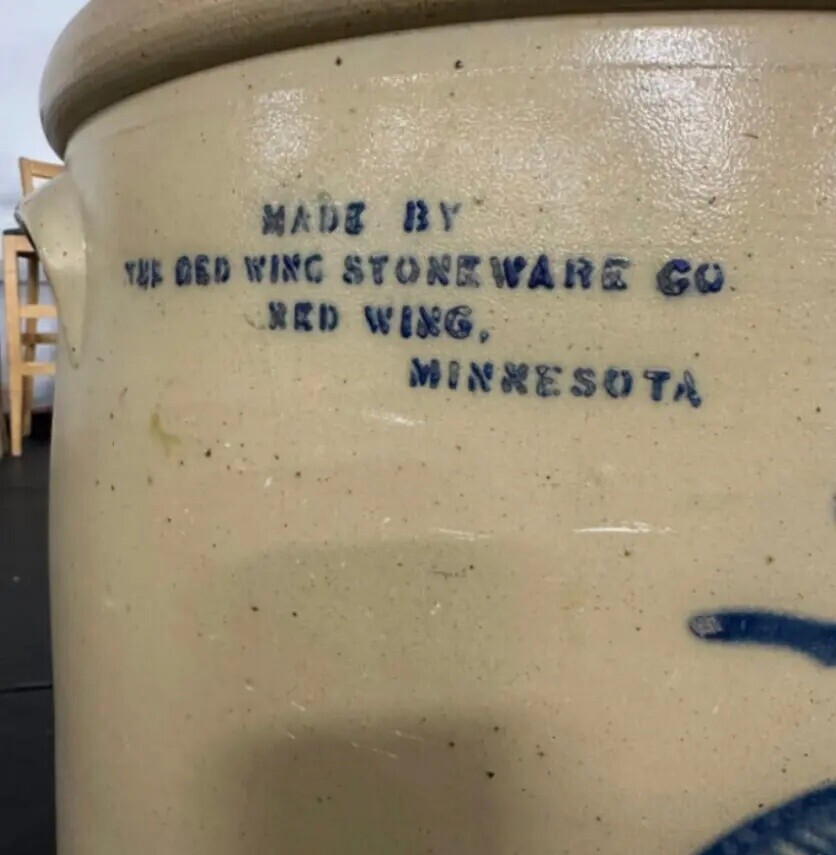 MADE BY
THE RED WING STONEWARE CO.
RED WING,
MINNESOTA